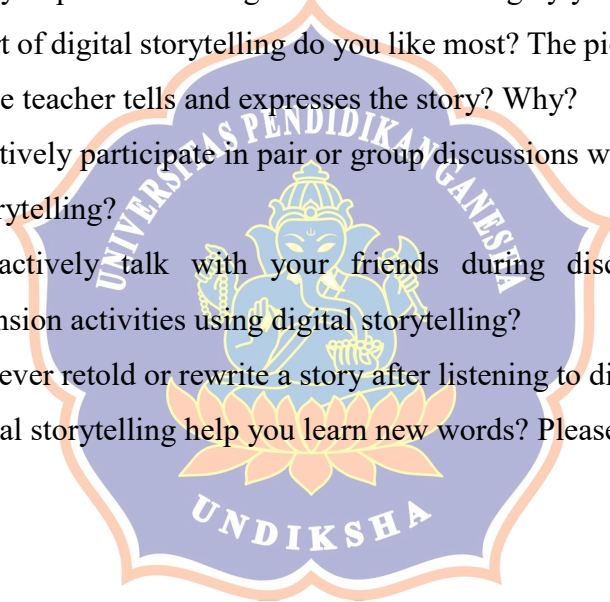 rt of digital storytelling do you like most? The pi
e teacher tells and expresses the story? Why?
tively participate in pair or group discussions w
rytelling?
actively talk with your friends during disc
nsion activities using digital storytelling?
ever retold or rewrite a story after listening to di
al storytelling help you learn new words? Please
UNIVERSITAS PENDIDIKAN GANESHA
UNDIKSHA